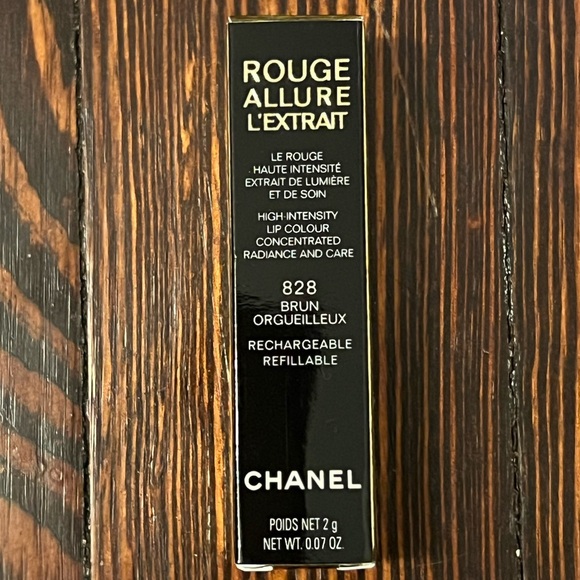 ROUGE
ALLURE
L'EXTRAIT
LE ROUGE
HAUTE INTENSITÉ
EXTRAIT DE LUMIÈRE
ET DE SOIN
HIGH-INTENSITY
LIP COLOUR
CONCENTRATED
RADIANCE AND CARE
828
BRUN
ORGUEILLEUX
RECHARGEABLE
REFILLABLE
CHANEL
POIDS NET 2 g
NET WT. 0.07 OZ.